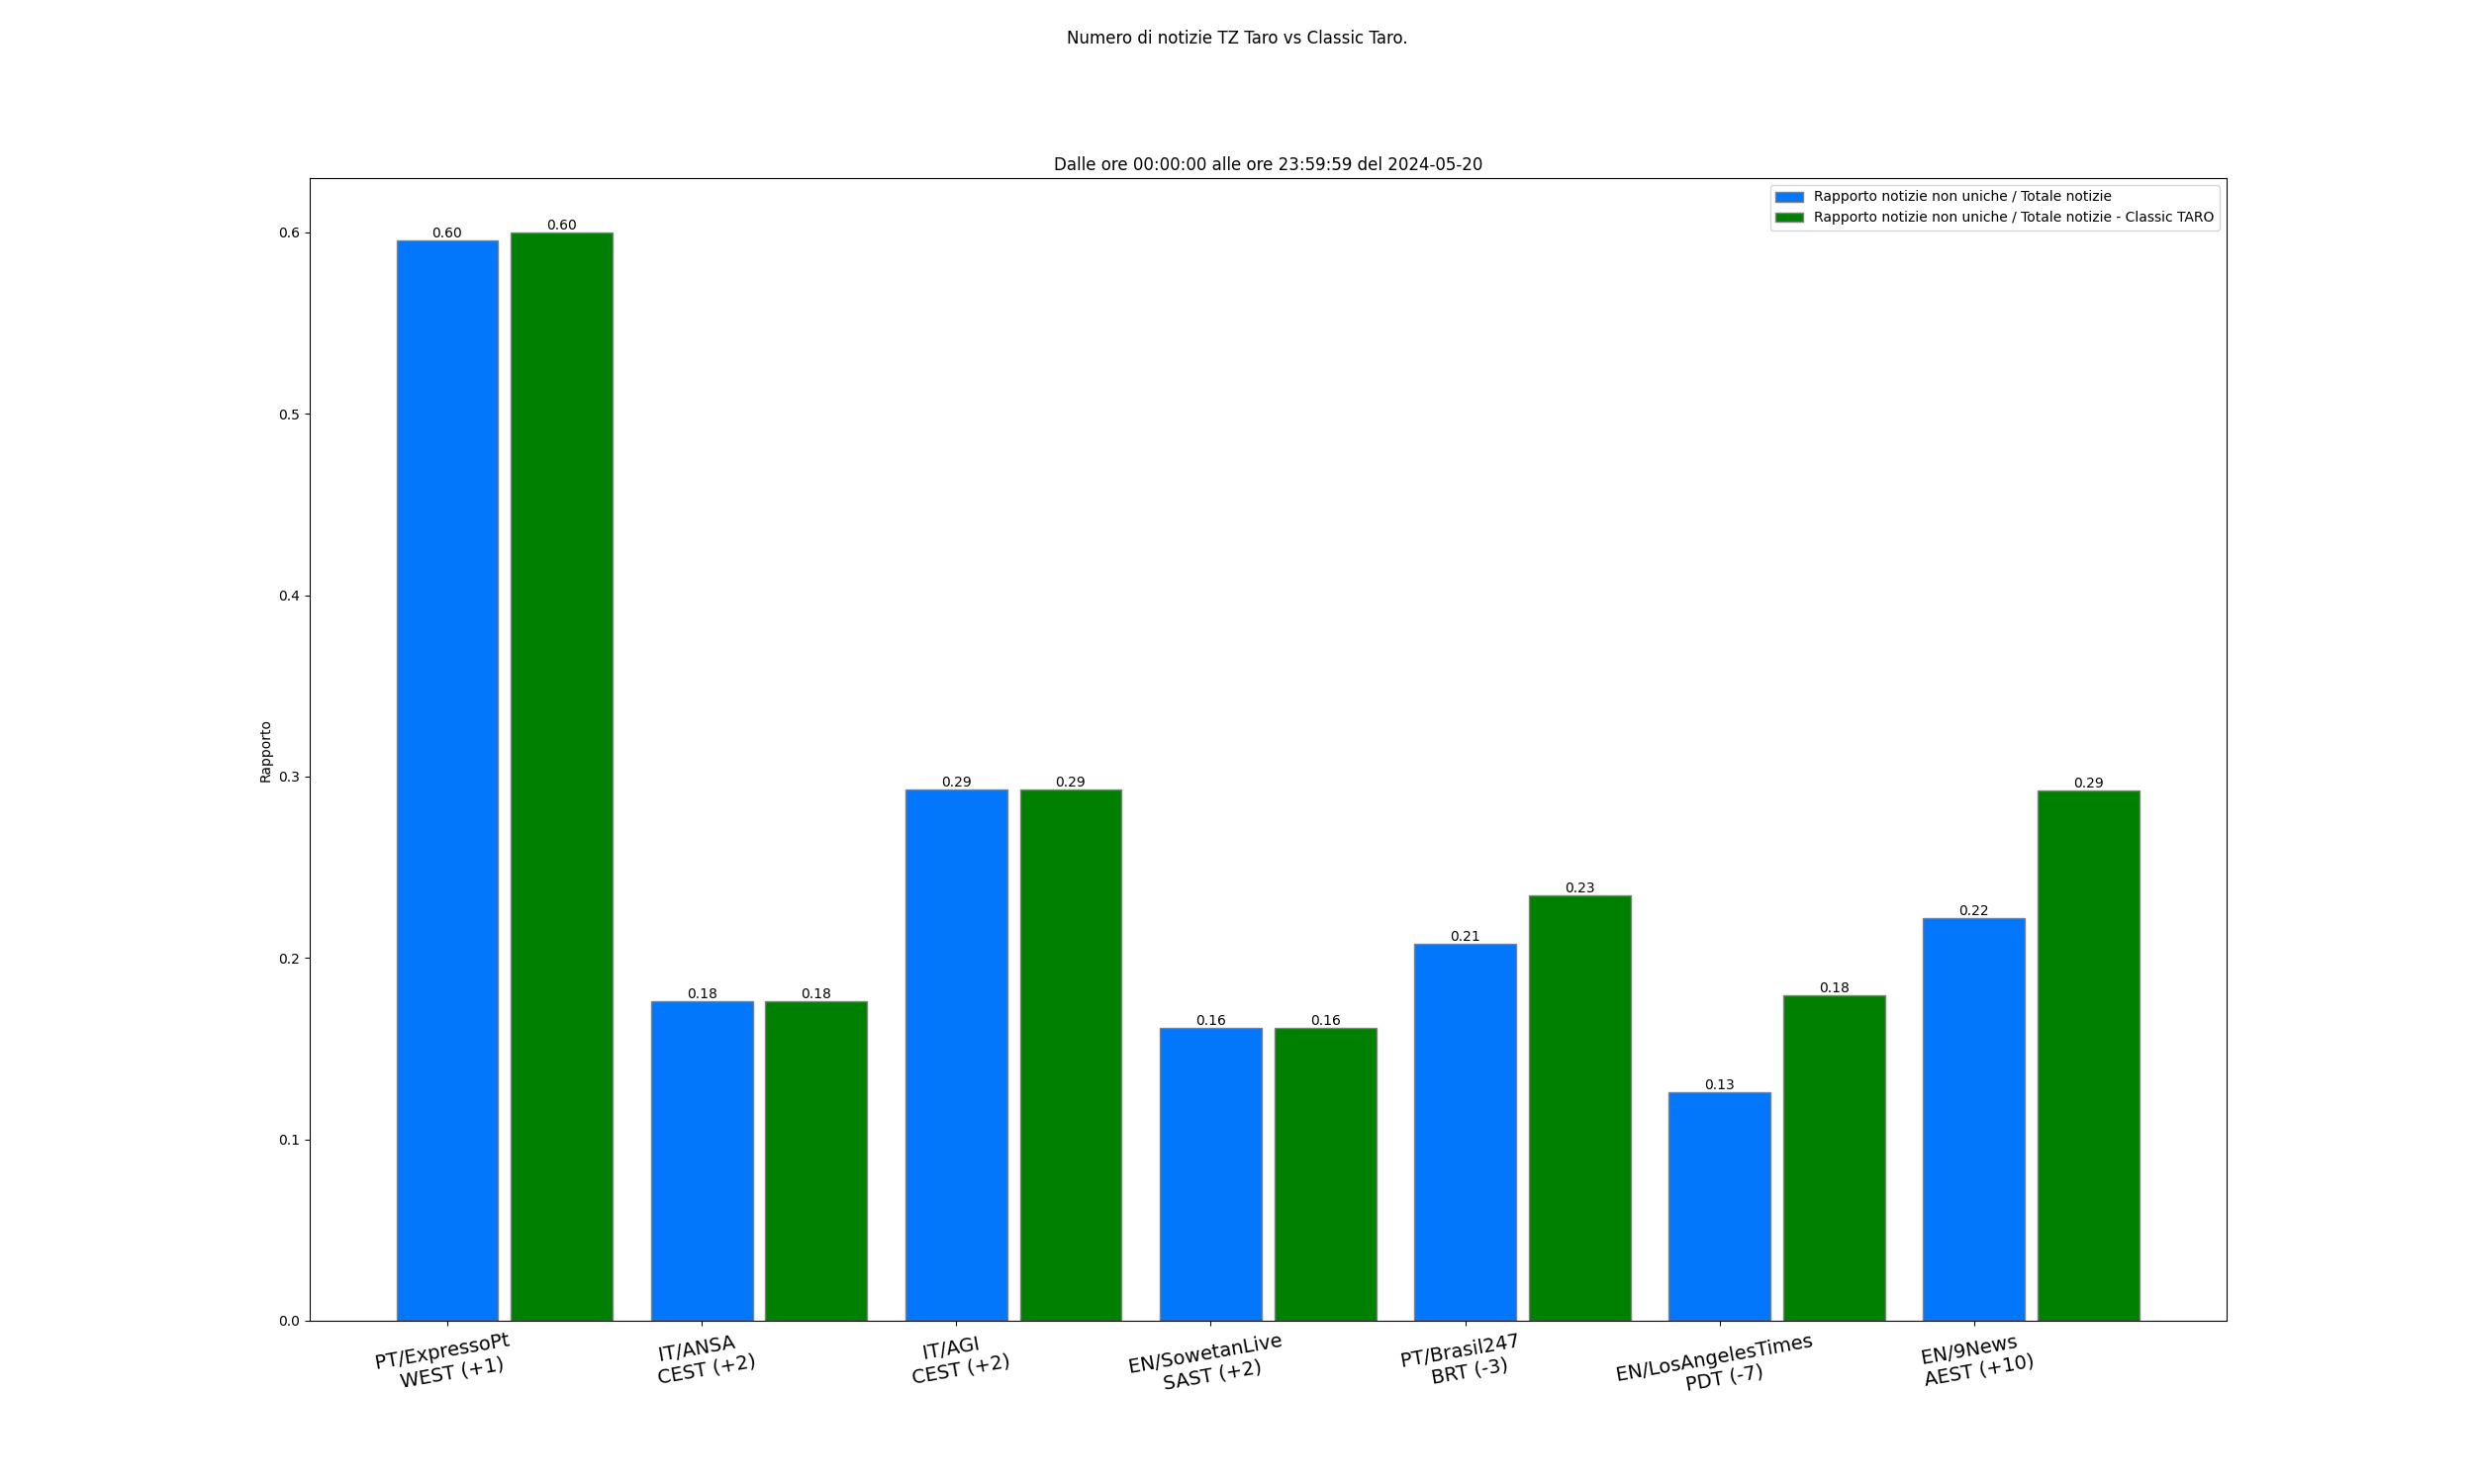 Numero di notizie TZ Taro vs Classic Taro.
Dalle ore 00:00:00 alle ore 23:59:59 del 2024-05-20
Rapporto notizie non uniche / Totale notizie
Rapporto notizie non uniche / Totale notizie - Classic TARO
Rapporto
0.6
0.5
0.4
0.3
0.2
0.1
0.0
0.60
0.60
0.18
0.18
0.29
0.29
0.16
0.16
0.21
0.23
0.13
0.18
0.22
0.29
PT/ExpressoPt
WEST (+1)
IT/ANSA
CEST (+2)
IT/AGI
CEST (+2)
EN/SowetanLive
SAST (+2)
PT/Brasil247
BRT (-3)
EN/LosAngelesTimes
PDT (-7)
EN/9News
AEST (+10)